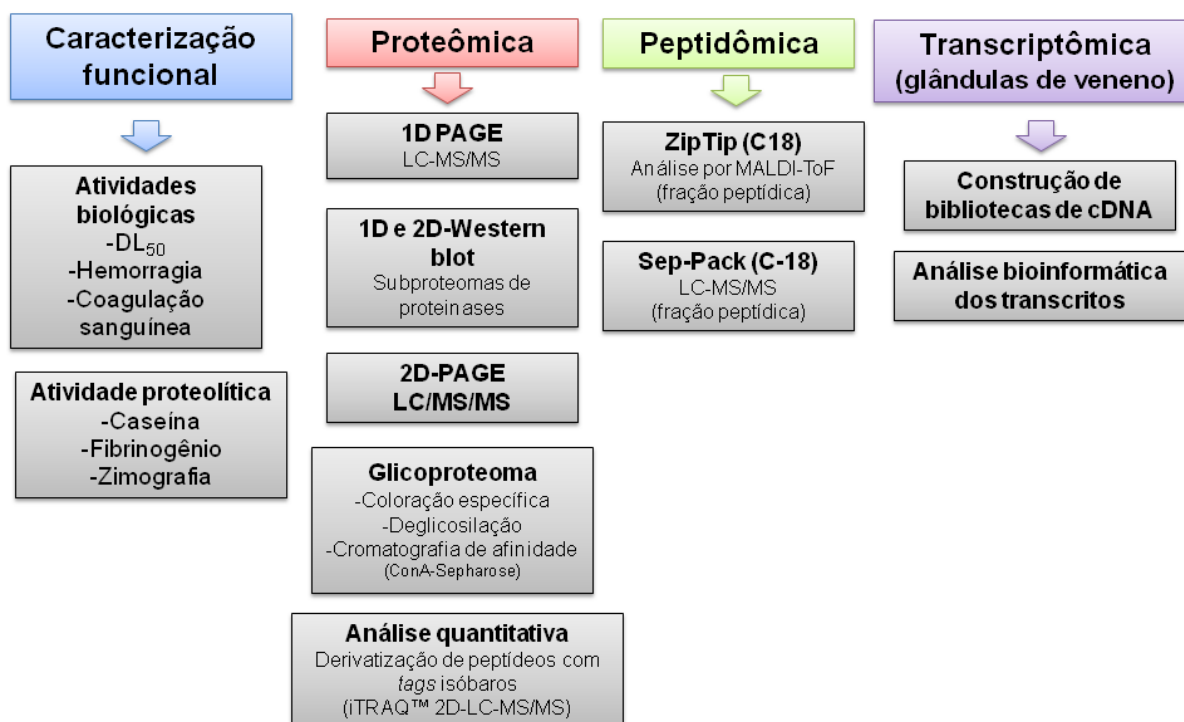 Caracterização
funcional
Atividades
biológicas
-DL50
-Hemorragia
-Coagulação
sanguínea
Atividade proteolítica
-Caseína
-Fibrinogênio
-Zimografia
Proteômica
1D PAGE
LC-MS/MS
1D e 2D-Western
blot
Subproteomas de
proteinases
2D-PAGE
LC/MS/MS
Glicoproteoma
-Coloração específica
-Deglicosilação
-Cromatografia de afinidade
(ConA-Sepharose)
Análise quantitativa
Derivatização de peptídeos com
tags isóbaros
(iTRAQ™ 2D-LC-MS/MS)
Peptidômica
ZipTip (C18)
Análise por MALDI-ToF
(fração peptídica)
Sep-Pack (C-18)
LC-MS/MS
(fração peptídica)
Transcriptômica
(glândulas de veneno)
Construção de
bibliotecas de cDNA
Análise bioinformática
dos transcritos